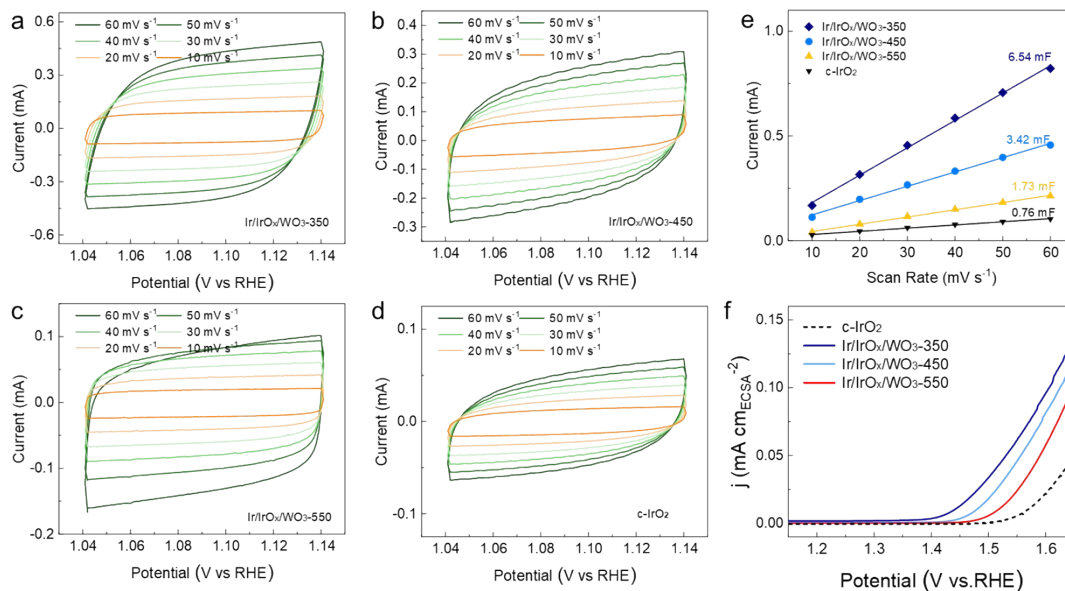 a
60 mV s⁻¹ 50 mV s⁻¹
40 mV s⁻¹ 30 mV s⁻¹
20 mV s⁻¹ 10 mV s⁻¹
0.6
0.3
0.0
-0.3
-0.6
Current (mA)
Ir/IrOₓ/WO₃-350
1.04 1.06 1.08 1.10 1.12 1.14
Potential (V vs RHE)
b
60 mV s⁻¹ 50 mV s⁻¹
40 mV s⁻¹ 30 mV s⁻¹
20 mV s⁻¹ 10 mV s⁻¹
0.4
0.3
0.2
0.1
0.0
-0.1
-0.2
-0.3
Current (mA)
Ir/IrOₓ/WO₃-450
1.04 1.06 1.08 1.10 1.12 1.14
Potential (V vs RHE)
e
Ir/IrOₓ/WO₃-350
Ir/IrOₓ/WO₃-450
Ir/IrOₓ/WO₃-550
c-IrO₂
6.54 mF
3.42 mF
1.73 mF
0.76 mF
1.0
0.5
0.0
Current (mA)
10 20 30 40 50 60
Scan Rate (mV s⁻¹)
c
60 mV s⁻¹ 50 mV s⁻¹
40 mV s⁻¹ 30 mV s⁻¹
20 mV s⁻¹ 10 mV s⁻¹
0.1
0.0
-0.1
-0.2
Current (mA)
Ir/IrOₓ/WO₃-550
1.04 1.06 1.08 1.10 1.12 1.14
Potential (V vs RHE)
d
60 mV s⁻¹ 50 mV s⁻¹
40 mV s⁻¹ 30 mV s⁻¹
20 mV s⁻¹ 10 mV s⁻¹
0.1
0.0
-0.1
Current (mA)
c-IrO₂
1.04 1.06 1.08 1.10 1.12 1.14
Potential (V vs RHE)
f
c-IrO₂
Ir/IrOₓ/WO₃-350
Ir/IrOₓ/WO₃-450
Ir/IrOₓ/WO₃-550
0.15
0.10
0.05
0.00
j (mA cm_ECSA⁻²)
1.2 1.3 1.4 1.5 1.6
Potential (V vs.RHE)